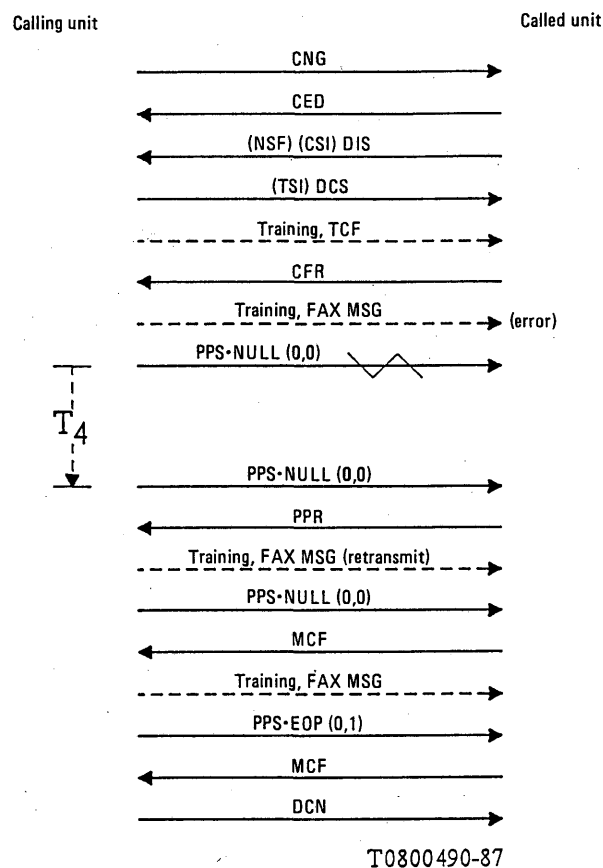 Calling unit Called unit
CNG
CED
(NSF) (CSI) DIS
(TSI) DCS
Training, TCF
CFR
Training, FAX MSG (error)
PPS•NULL (0,0)
T4
PPS•NULL (0,0)
PPR
Training, FAX MSG (retransmit)
PPS•NULL (0,0)
MCF
Training, FAX MSG
PPS•EOP (0,1)
MCF
DCN
T0800490-87